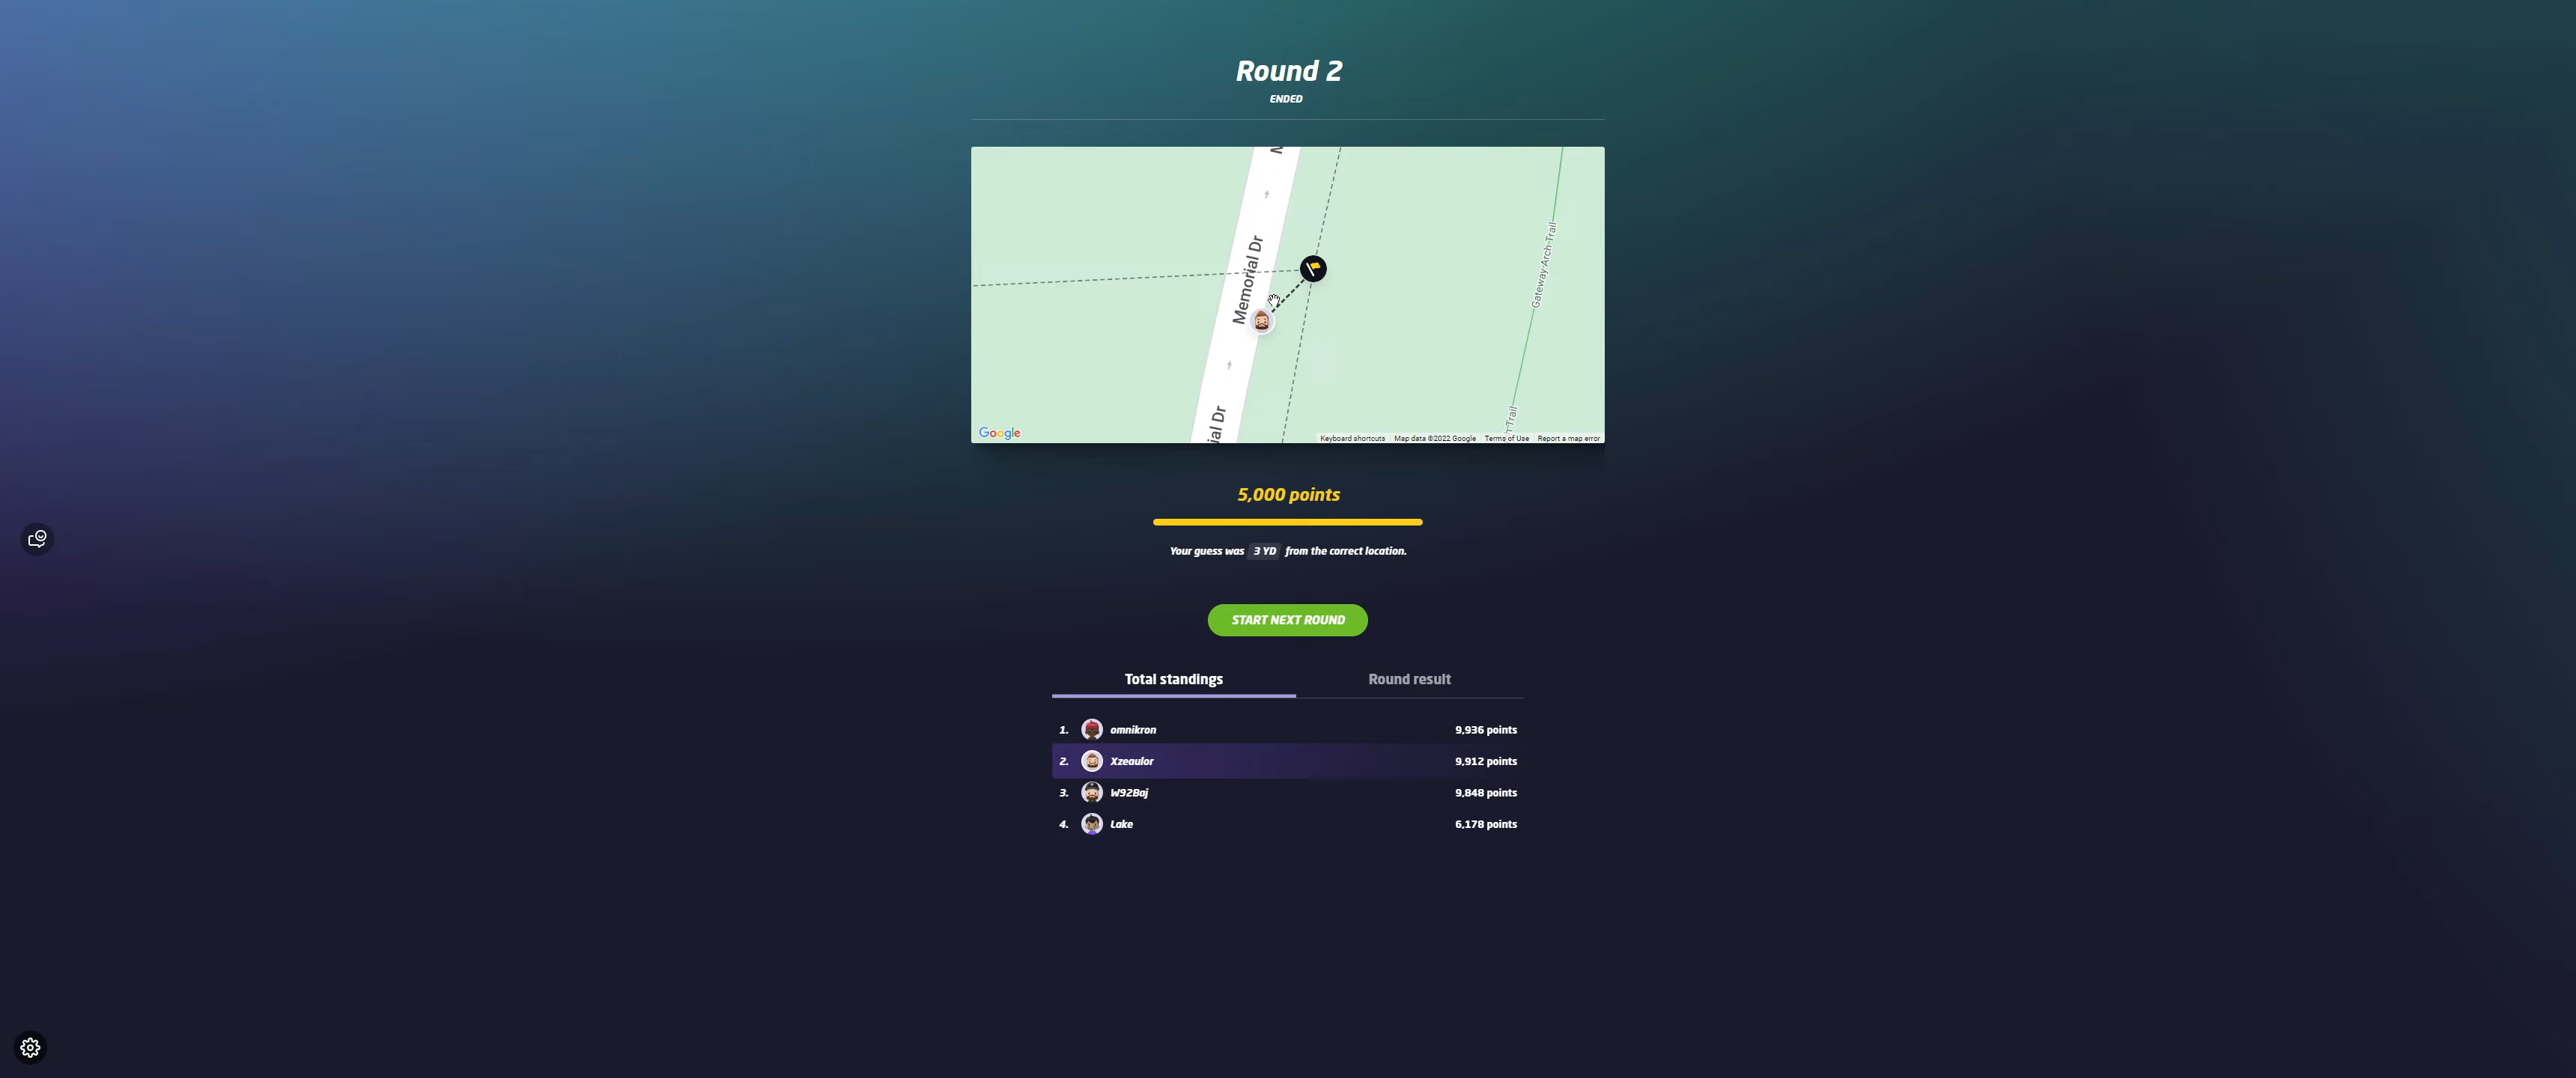 Round 2
ENDED
N
Memorial Dr
Gateway Arch Trail
ial Dr
h Trail
Google
Keyboard shortcuts Map data ©2022 Google Terms of Use Report a map error
5,000 points
Your guess was 3 YD from the correct location.
START NEXT ROUND
Total standings Round result
1. omnikron 9,936 points
2. Xzeaulor 9,912 points
3. W92Baj 9,848 points
4. Lake 6,178 points